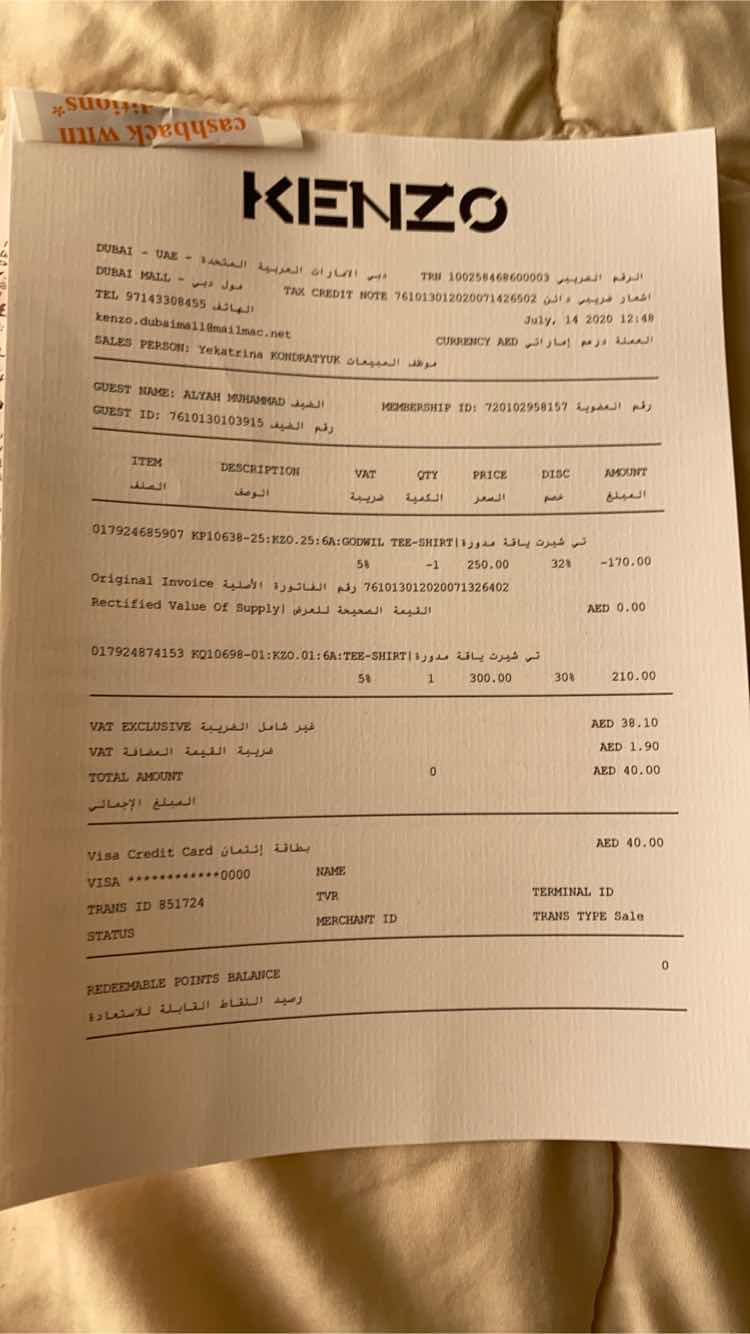 cashback with
ditions*
KENZO
DUBAI - UAE - دبي الامارات العربية المتحدة TRN 100258468600003 الرقم الضريبي
DUBAI MALL - مول دبي TAX CREDIT NOTE 761013012020071426502 اشعار ضريبي دائن
TEL 97143308455 الهاتف July, 14 2020 12:48
kenzo.dubaimall@mailmac.net CURRENCY AED العملة درهم إماراتي
SALES PERSON: Yekatrina KONDRATYUK موظف المبيعات
GUEST NAME: ALYAH MUHAMMAD الضيف MEMBERSHIP ID: 720102958157 رقم العضوية
GUEST ID: 7610130103915 رقم الضيف
ITEM DESCRIPTION VAT QTY PRICE DISC AMOUNT
الصنف الوصف ضريبة الكمية السعر خصم المبلغ
017924685907 KP10638-25:KZO.25:6A:GODWIL TEE-SHIRT|تي شيرت ياقة مدورة
5% -1 250.00 32% -170.00
Original Invoice رقم الفاتورة الأصلية 761013012020071326402
Rectified Value Of Supply| القيمة الصحيحة للعرض AED 0.00
017924874153 KQ10698-01:KZO.01:6A:TEE-SHIRT|تي شيرت ياقة مدورة
5% 1 300.00 30% 210.00
VAT EXCLUSIVE غير شامل الضريبة AED 38.10
VAT ضريبة القيمة المضافة AED 1.90
TOTAL AMOUNT 0 AED 40.00
المبلغ الإجمالي
Visa Credit Card بطاقة إئتمان AED 40.00
VISA ************0000 NAME
TRANS ID 851724 TVR TERMINAL ID
STATUS MERCHANT ID TRANS TYPE Sale
REDEEMABLE POINTS BALANCE 0
رصيد النقاط القابلة للاستعادة